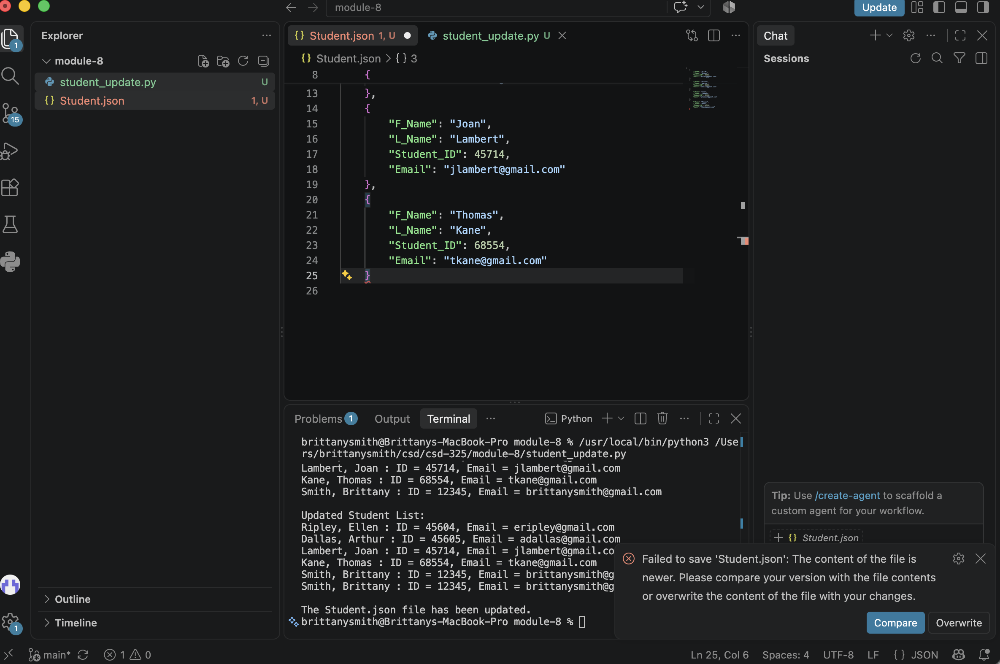 module-8
Update
Explorer
module-8
student_update.py U
Student.json 1, U
Outline
Timeline
1
15
1
Student.json 1, U
student_update.py U
Student.json > {} 3
8 {
13 },
14 {
15 "F_Name": "Joan",
16 "L_Name": "Lambert",
17 "Student_ID": 45714,
18 "Email": "jlambert@gmail.com"
19 },
20 {
21 "F_Name": "Thomas",
22 "L_Name": "Kane",
23 "Student_ID": 68554,
24 "Email": "tkane@gmail.com"
25 }
26
Problems 1 Output Terminal
Python
brittanysmith@Brittanys-MacBook-Pro module-8 % /usr/local/bin/python3 /Use
rs/brittanysmith/csd/csd-325/module-8/student_update.py
Lambert, Joan : ID = 45714, Email = jlambert@gmail.com
Kane, Thomas : ID = 68554, Email = tkane@gmail.com
Smith, Brittany : ID = 12345, Email = brittanysmith@gmail.com
Updated Student List:
Ripley, Ellen : ID = 45604, Email = eripley@gmail.com
Dallas, Arthur : ID = 45605, Email = adallas@gmail.com
Lambert, Joan : ID = 45714, Email = jlambert@gmail.co
Kane, Thomas : ID = 68554, Email = tkane@gmail.com
Smith, Brittany : ID = 12345, Email = brittanysmith@g
Smith, Brittany : ID = 12345, Email = brittanysmith@g
The Student.json file has been updated.
brittanysmith@Brittanys-MacBook-Pro module-8 %
Chat
Sessions
Tip: Use /create-agent to scaffold a
custom agent for your workflow.
{} Student.json
Failed to save 'Student.json': The content of the file is
newer. Please compare your version with the file contents
or overwrite the content of the file with your changes.
Compare
Overwrite
main*
1
0
Ln 25, Col 6
Spaces: 4
UTF-8
LF
{} JSON